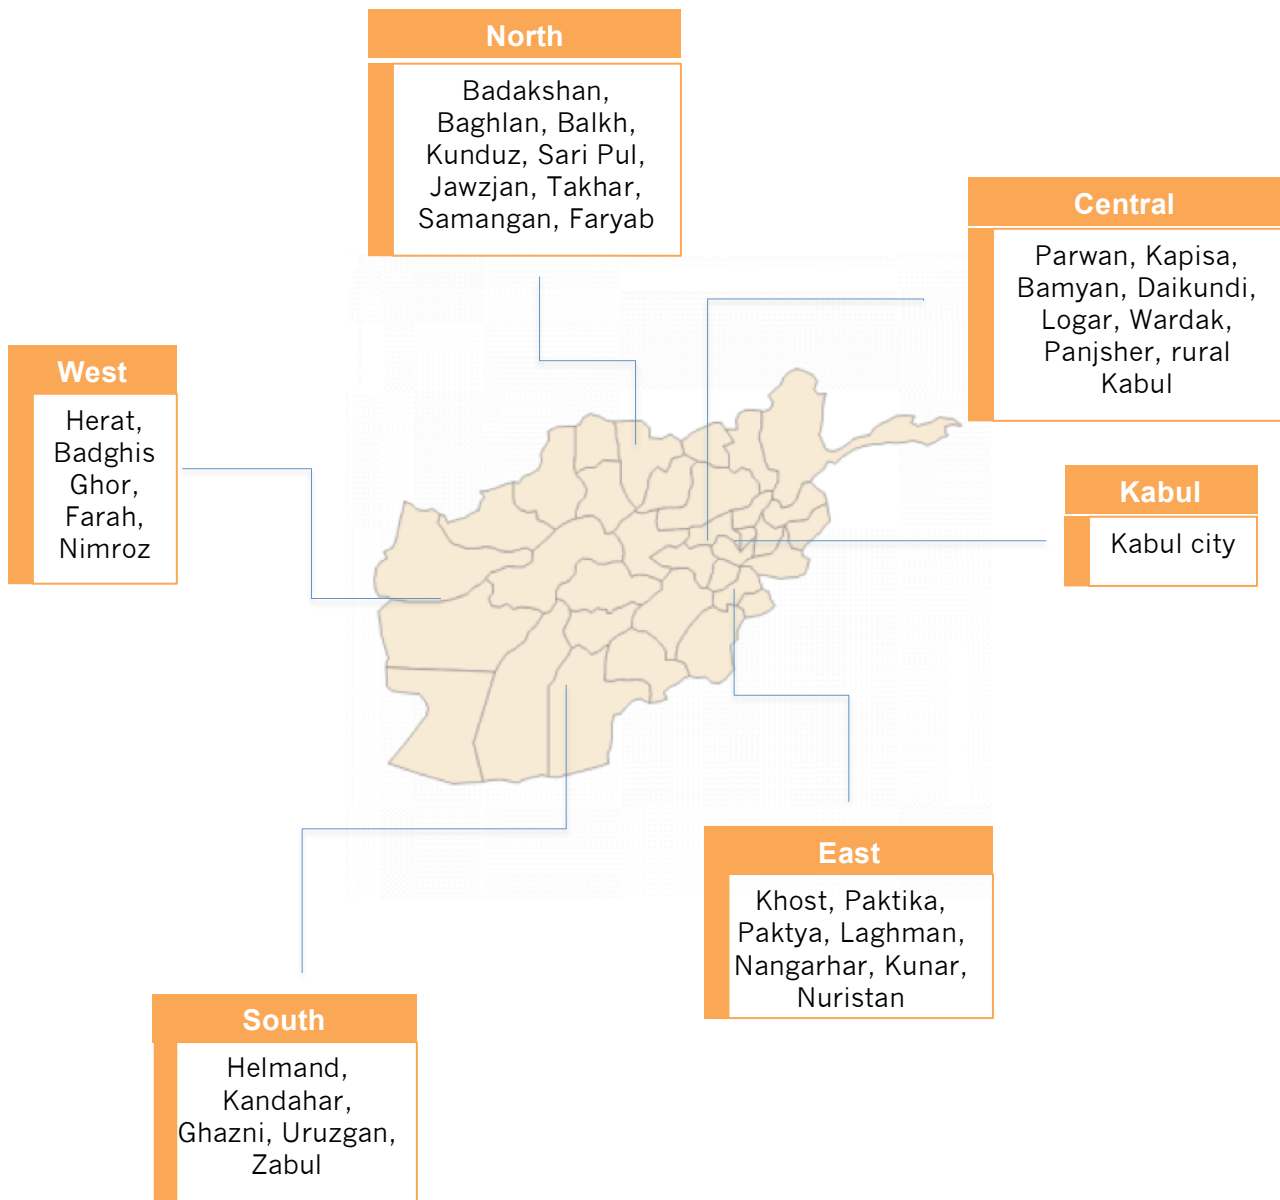 North
Badakshan,
Baghlan, Balkh,
Kunduz, Sari Pul,
Jawzjan, Takhar,
Samangan, Faryab
Central
Parwan, Kapisa,
Bamyan, Daikundi,
Logar, Wardak,
Panjsher, rural
Kabul
West
Herat,
Badghis
Ghor,
Farah,
Nimroz
Kabul
Kabul city
East
Khost, Paktika,
Paktya, Laghman,
Nangarhar, Kunar,
Nuristan
South
Helmand,
Kandahar,
Ghazni, Uruzgan,
Zabul